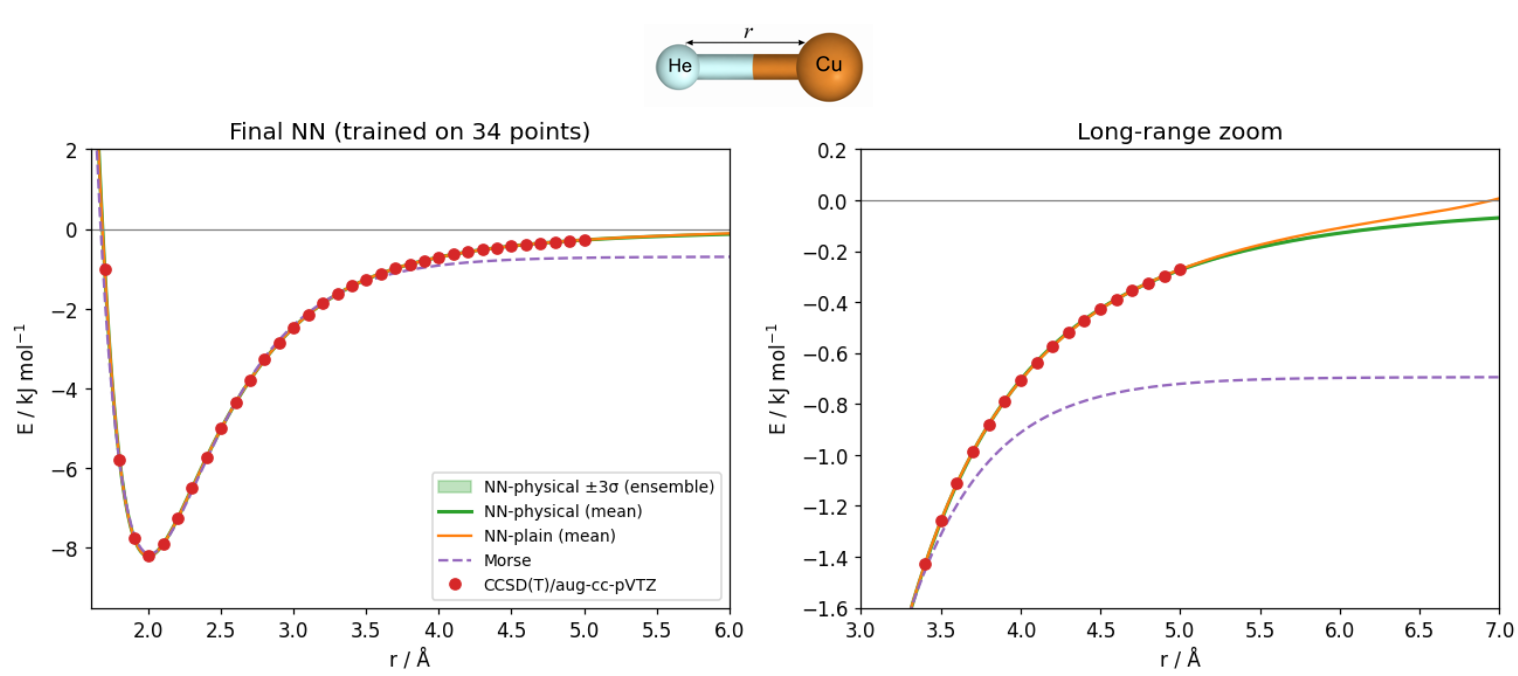 r
He
Cu
Final NN (trained on 34 points)
2
0
−2
−4
−6
−8
E / kJ mol⁻¹
2.0 2.5 3.0 3.5 4.0 4.5 5.0 5.5 6.0
r / Å
NN-physical ±3σ (ensemble)
NN-physical (mean)
NN-plain (mean)
Morse
CCSD(T)/aug-cc-pVTZ
Long-range zoom
0.2
0.0
−0.2
−0.4
−0.6
−0.8
−1.0
−1.2
−1.4
−1.6
E / kJ mol⁻¹
3.0 3.5 4.0 4.5 5.0 5.5 6.0 6.5 7.0
r / Å